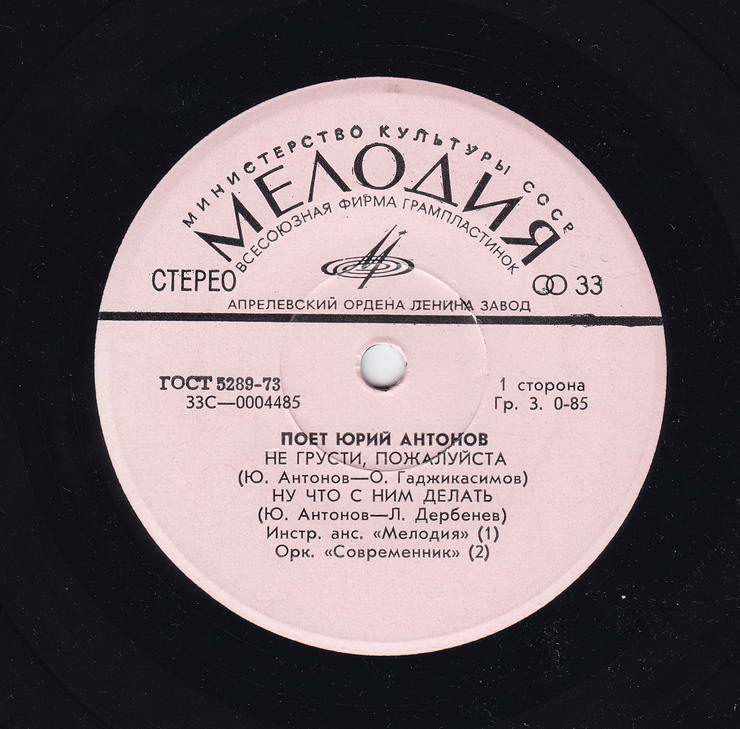 МИНИСТЕРСТВО КУЛЬТУРЫ СССР
МЕЛОДИЯ
ВСЕСОЮЗНАЯ ФИРМА ГРАМПЛАСТИНОК
СТЕРЕО
33
АПРЕЛЕВСКИЙ ОРДЕНА ЛЕНИНА ЗАВОД
ГОСТ 5289-73
33С—0004485
1 сторона
Гр. 3. 0-85
ПОЕТ ЮРИЙ АНТОНОВ
НЕ ГРУСТИ, ПОЖАЛУЙСТА
(Ю. Антонов—О. Гаджикасимов)
НУ ЧТО С НИМ ДЕЛАТЬ
(Ю. Антонов—Л. Дербенев)
Инстр. анс. «Мелодия» (1)
Орк. «Современник» (2)